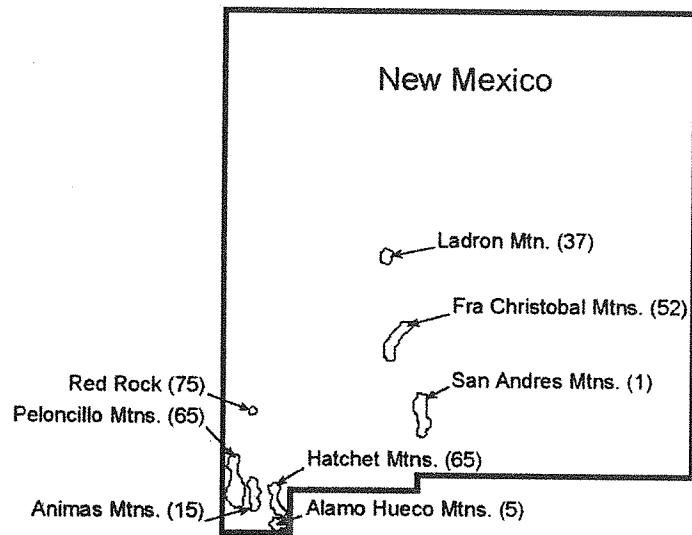 New Mexico
Ladron Mtn. (37)
Fra Christobal Mtns. (52)
Red Rock (75)
San Andres Mtns. (1)
Peloncillo Mtns. (65)
Hatchet Mtns. (65)
Animas Mtns. (15)
Alamo Hueco Mtns. (5)